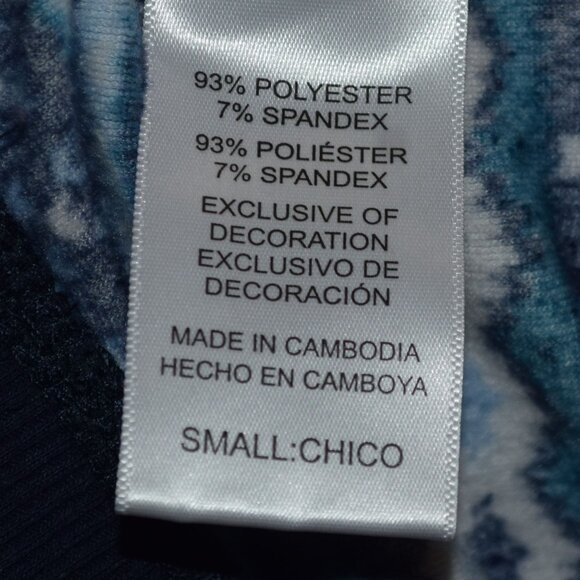 93% POLYESTER
7% SPANDEX
93% POLIÉSTER
7% SPANDEX
EXCLUSIVE OF
DECORATION
EXCLUSIVO DE
DECORACIÓN
MADE IN CAMBODIA
HECHO EN CAMBOYA
SMALL:CHICO